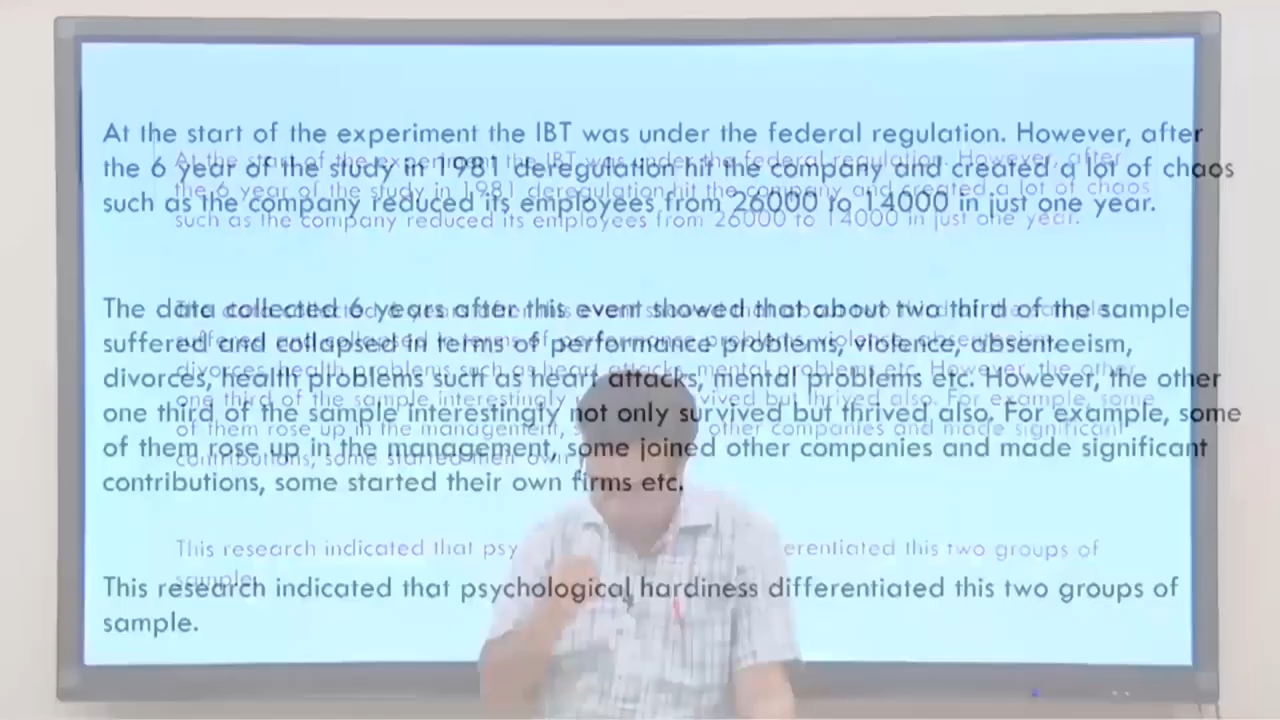 At the start of the experiment the IBT was under the federal regulation. However, after
the 6 year of the study in 1981 deregulation hit the company and created a lot of chaos
such as the company reduced its employees from 26000 to 14000 in just one year.
The data collected 6 years after this event showed that about two third of the sample
suffered and collapsed in terms of performance problems, violence, absenteeism,
divorces, health problems such as heart attacks, mental problems etc. However, the other
one third of the sample interestingly not only survived but thrived also. For example, some
of them rose up in the management, some joined other companies and made significant
contributions, some started their own firms etc.
This research indicated that psychological hardiness differentiated this two groups of
sample.